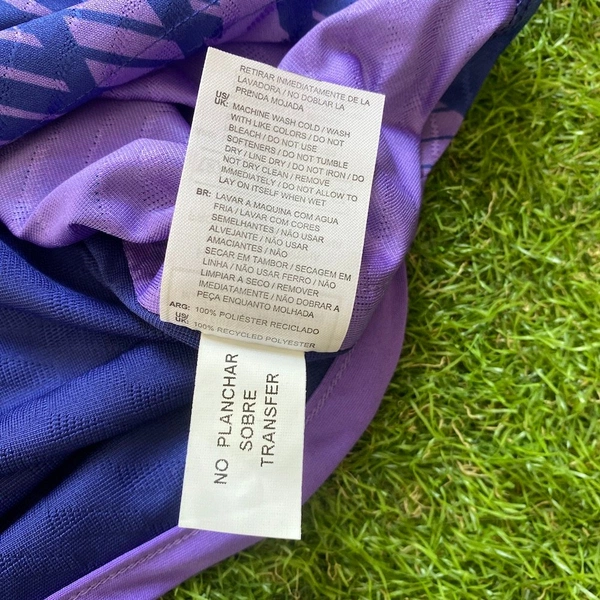 RETIRAR INMEDIATAMENTE DE LA
LAVADORA / NO DOBLAR LA
PRENDA MOJADA
US/
UK: MACHINE WASH COLD / WASH
WITH LIKE COLORS / DO NOT
BLEACH / DO NOT USE
SOFTENERS / DO NOT TUMBLE
DRY / LINE DRY / DO NOT IRON / DO
NOT DRY CLEAN / REMOVE
IMMEDIATELY / DO NOT ALLOW TO
LAY ON ITSELF WHEN WET
BR: LAVAR A MAQUINA COM AGUA
FRIA / LAVAR COM CORES
SEMELHANTES / NÃO USAR
ALVEJANTE / NÃO USAR
AMACIANTES / NÃO
SECAR EM TAMBOR / SECAGEM EM
LINHA / NÃO USAR FERRO / NÃO
LIMPIAR À SECO / REMOVER
IMEDIATAMENTE / NÃO DOBRAR A
PEÇA ENQUANTO MOLHADA
ARG: 100% POLIÉSTER RECICLADO
US/
UK: 100% RECYCLED POLYESTER
NO PLANCHAR
SOBRE
TRANSFER